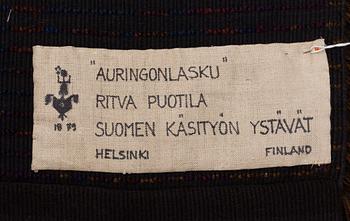 "AURINGONLASKU"
RITVA PUOTILA
SUOMEN KÄSITYÖN YSTÄVÄT
1879
HELSINKI FINLAND